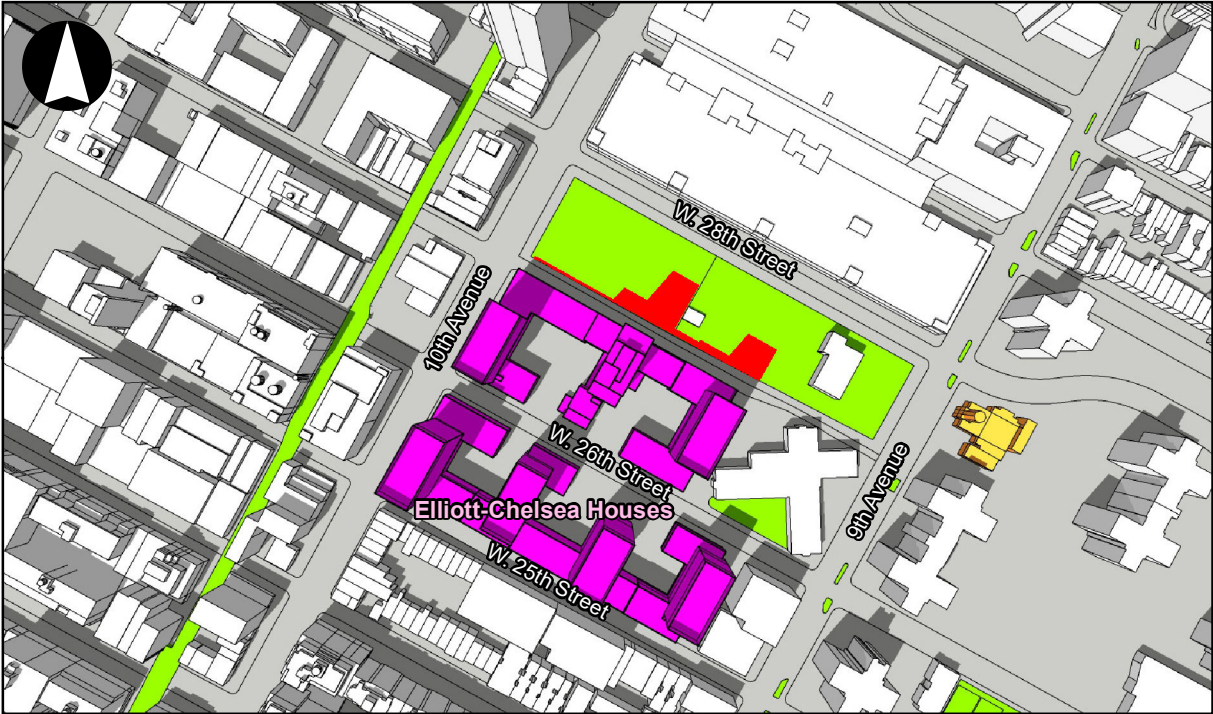 W. 28th Street
10th Avenue
W. 26th Street
9th Avenue
Elliott-Chelsea Houses
W. 25th Street